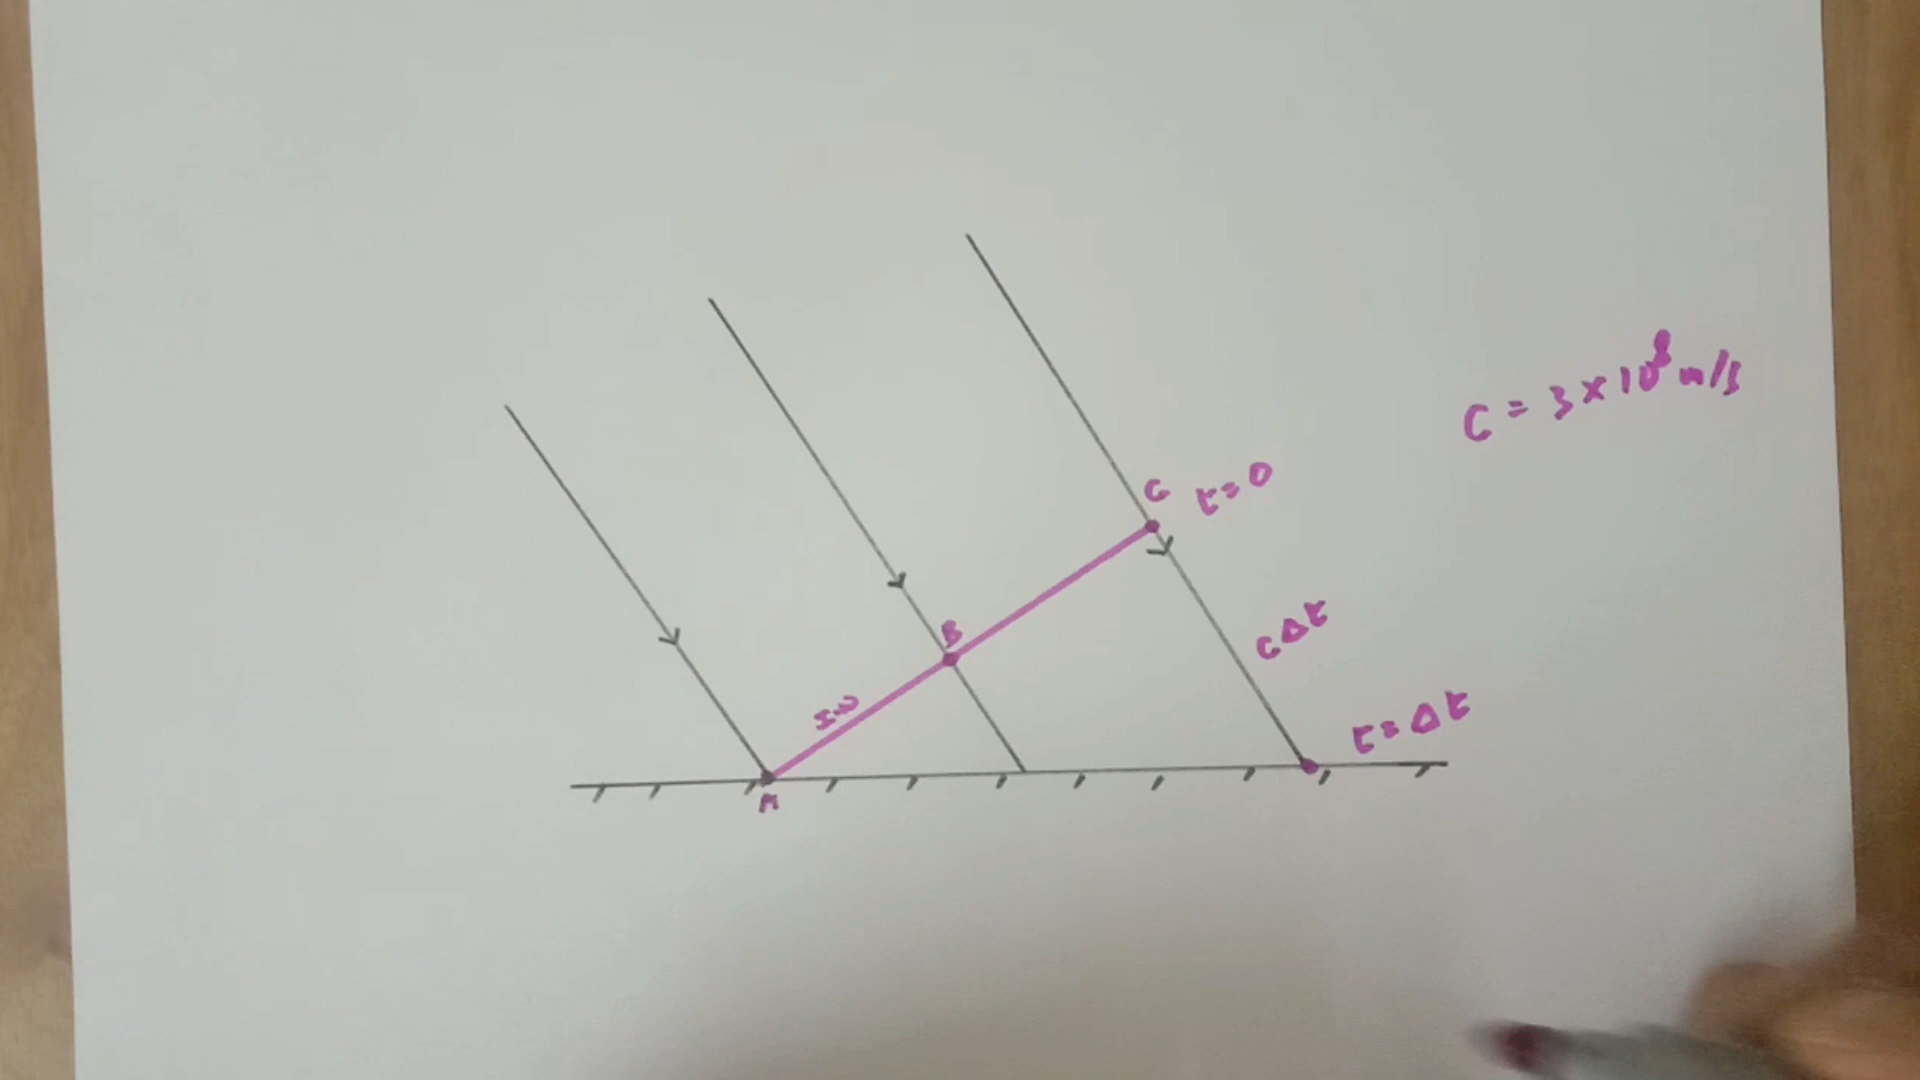 C = 3 × 10⁸ m/s
C t=0
B
I.W
CΔt
t=Δt
A